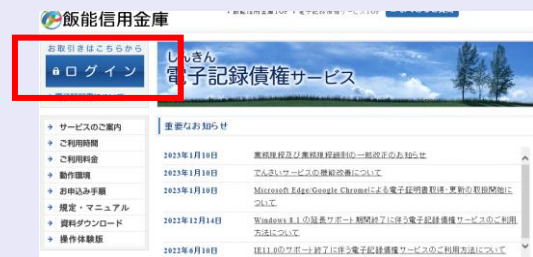 飯能信用金庫
お取引きはこちらから
ログイン
しんきん
電子記録債権サービス
サービスのご案内
ご利用時間
ご利用料金
動作環境
お申込み手順
規定・マニュアル
資料ダウンロード
操作体験版
重要なお知らせ
2023年1月10日 業務規程及び業務規程細則の一部改正のお知らせ
2023年1月10日 でんさいサービスの機能改善について
2023年1月10日 Microsoft Edge/Google Chromeによる電子証明書取得・更新の取扱開始に
ついて
2022年12月14日 Windows 8.1 の延長サポート期間終了に伴う電子記録債権サービスのご利用
方法について
2022年6月10日 IE11.0のサポート終了に伴う電子記録債権サービスのご利用方法について